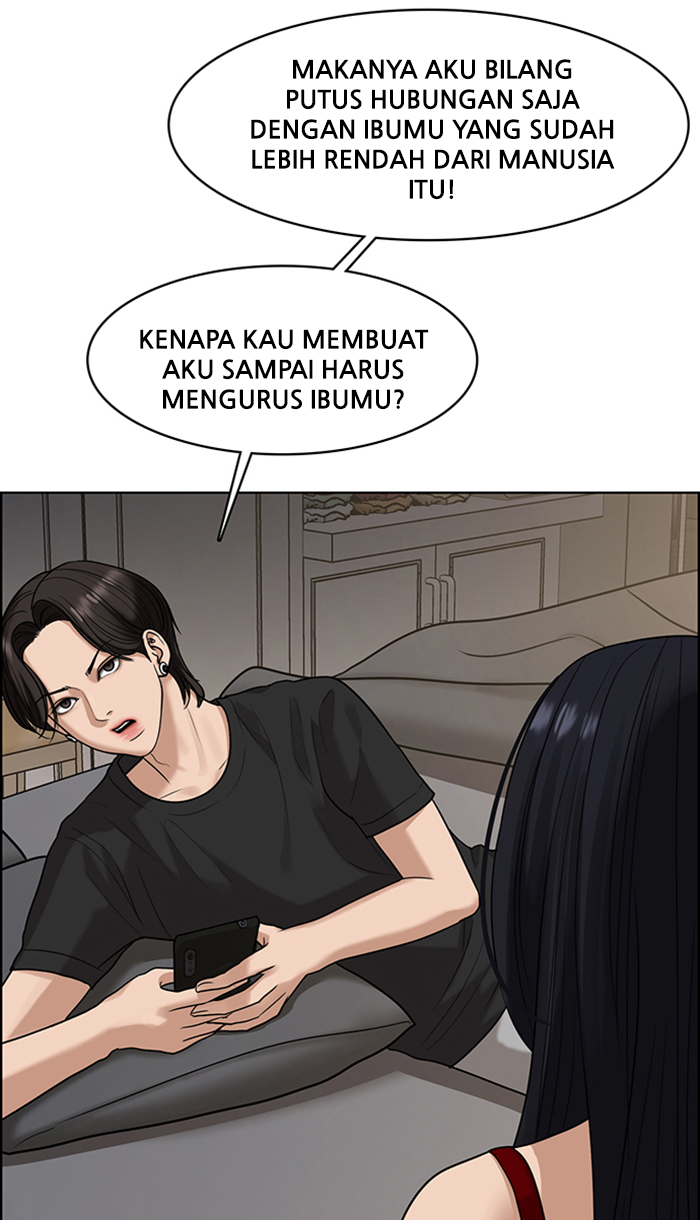 MAKANYA AKU BILANG
PUTUS HUBUNGAN SAJA
DENGAN IBUMU YANG SUDAH
LEBIH RENDAH DARI MANUSIA
ITU!
KENAPA KAU MEMBUAT
AKU SAMPAI HARUS
MENGURUS IBUMU?